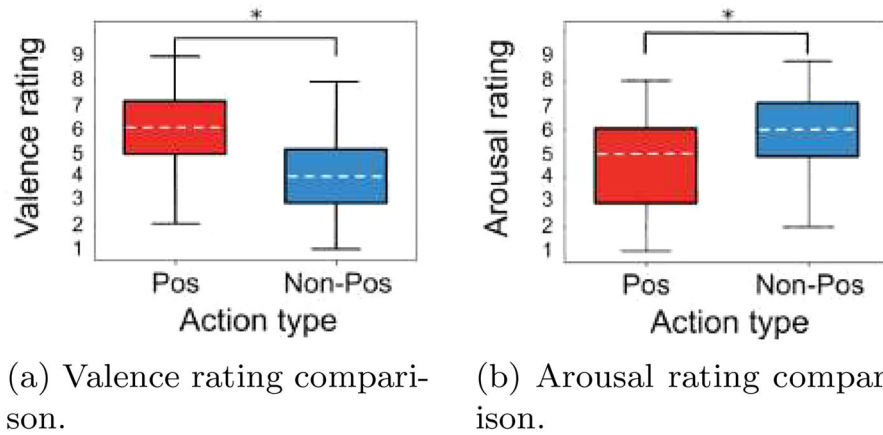 *
Valence rating
9
8
7
6
5
4
3
2
1
Pos Non-Pos
Action type
(a) Valence rating compari-
son.
*
Arousal rating
9
8
7
6
5
4
3
2
1
Pos Non-Pos
Action type
(b) Arousal rating compar-
ison.